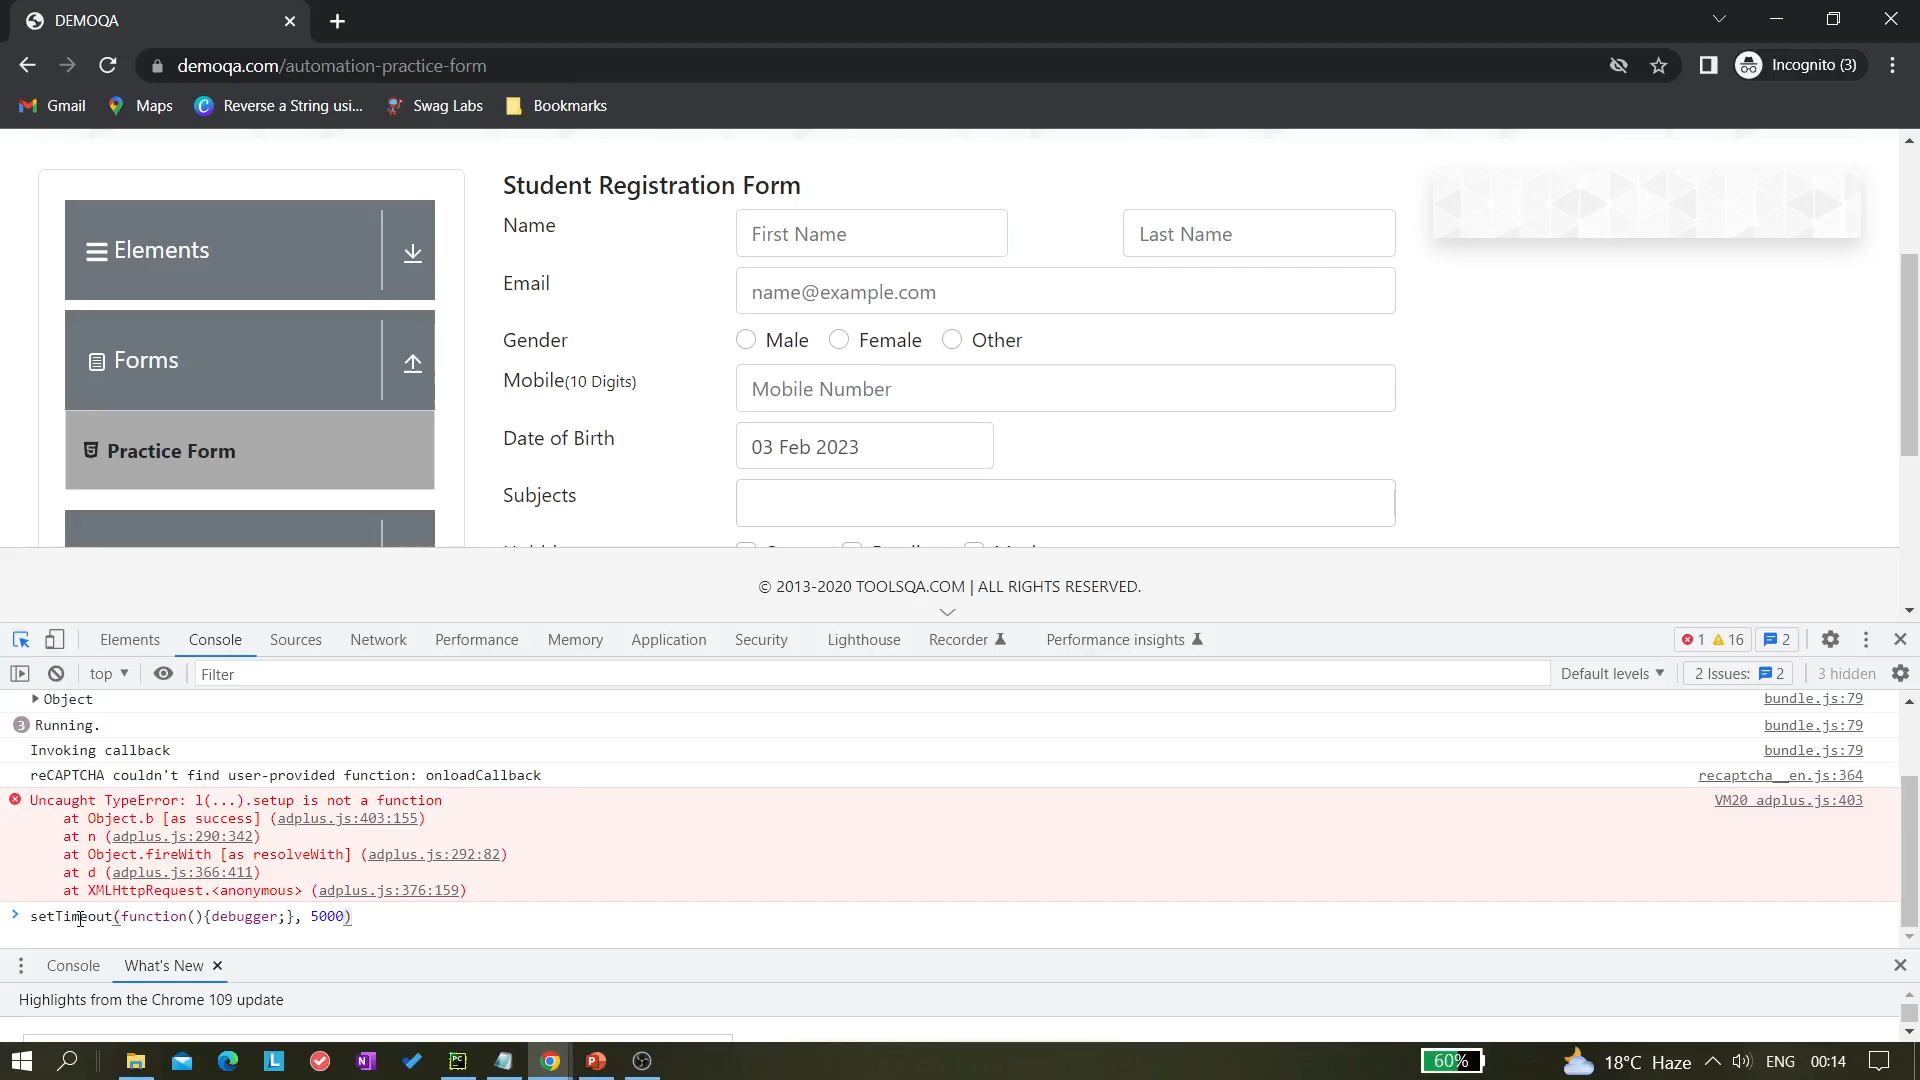 DEMOQA
demoqa.com/automation-practice-form
Incognito (3)
Gmail
Maps
Reverse a String usi...
Swag Labs
Bookmarks
Elements
Forms
Practice Form
Student Registration Form
Name
First Name
Last Name
Email
name@example.com
Gender
Male
Female
Other
Mobile(10 Digits)
Mobile Number
Date of Birth
03 Feb 2023
Subjects
© 2013-2020 TOOLSQA.COM | ALL RIGHTS RESERVED.
Elements
Console
Sources
Network
Performance
Memory
Application
Security
Lighthouse
Recorder
Performance insights
1
16
2
top
Filter
Default levels
2 Issues:
2
3 hidden
Object
bundle.js:79
3
Running.
bundle.js:79
Invoking callback
bundle.js:79
reCAPTCHA couldn't find user-provided function: onloadCallback
recaptcha__en.js:364
Uncaught TypeError: l(...).setup is not a function
VM20 adplus.js:403
at Object.b [as success] (adplus.js:403:155)
at n (adplus.js:290:342)
at Object.fireWith [as resolveWith] (adplus.js:292:82)
at d (adplus.js:366:411)
at XMLHttpRequest.<anonymous> (adplus.js:376:159)
setTimeout(function(){debugger;}, 5000)
Console
What's New
Highlights from the Chrome 109 update
60%
18°C Haze
ENG
00:14